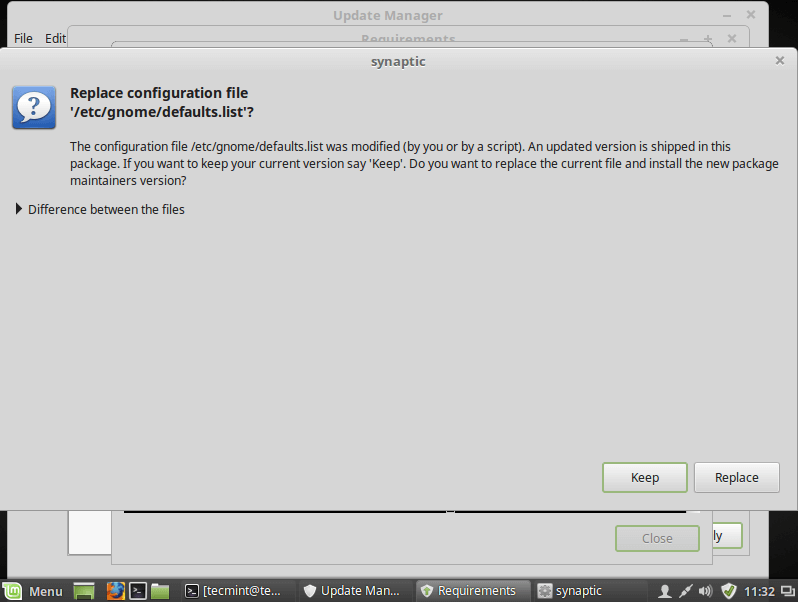 Update Manager
File Edit
Requirements
synaptic
Replace configuration file
'/etc/gnome/defaults.list'?
The configuration file /etc/gnome/defaults.list was modified (by you or by a script). An updated version is shipped in this
package. If you want to keep your current version say 'Keep'. Do you want to replace the current file and install the new package
maintainers version?
Difference between the files
Keep Replace
Close ly
Menu [tecmint@te... Update Man... Requirements synaptic 11:32